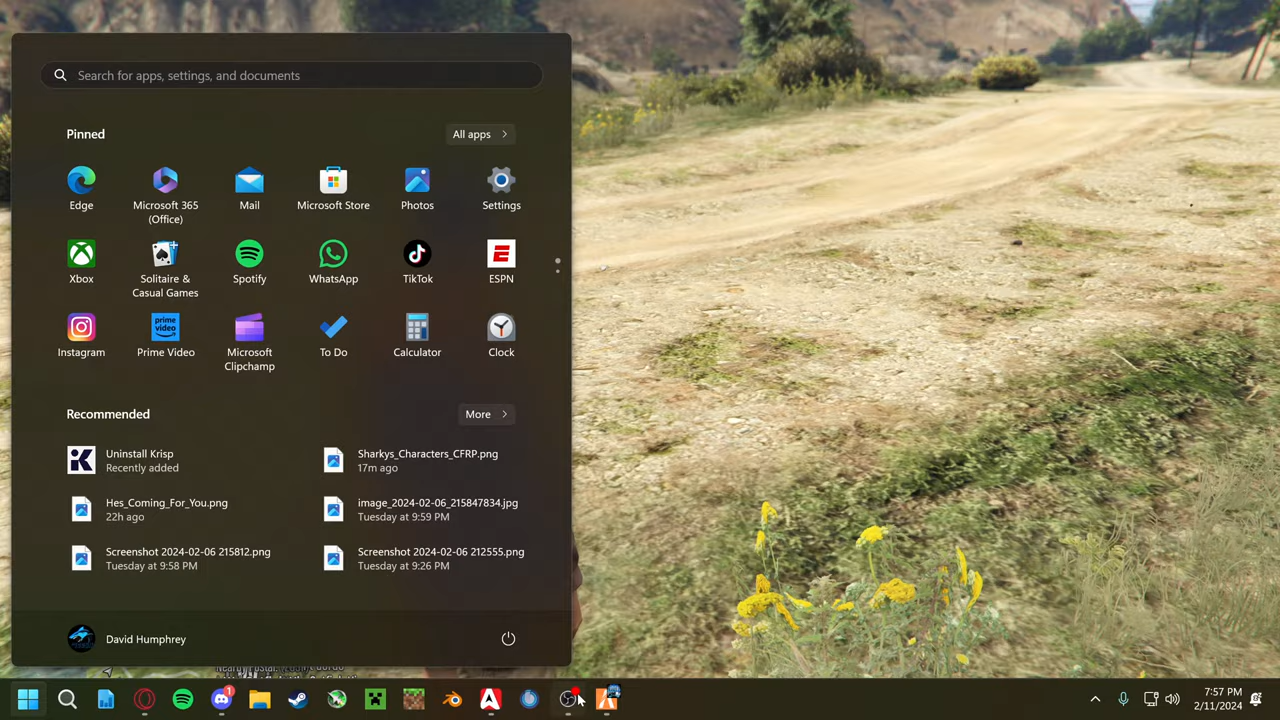 Search for apps, settings, and documents
Pinned
All apps
Edge
Microsoft 365
(Office)
Mail
Microsoft Store
Photos
Settings
Xbox
Solitaire &
Casual Games
Spotify
WhatsApp
TikTok
ESPN
Instagram
prime
video
Prime Video
Microsoft
Clipchamp
To Do
Calculator
Clock
Recommended
More
Uninstall Krisp
Recently added
Sharkys_Characters_CFRP.png
17m ago
Hes_Coming_For_You.png
22h ago
image_2024-02-06_215847834.jpg
Tuesday at 9:59 PM
Screenshot 2024-02-06 215812.png
Tuesday at 9:58 PM
Screenshot 2024-02-06 212555.png
Tuesday at 9:26 PM
David Humphrey
1
7:57 PM
2/11/2024